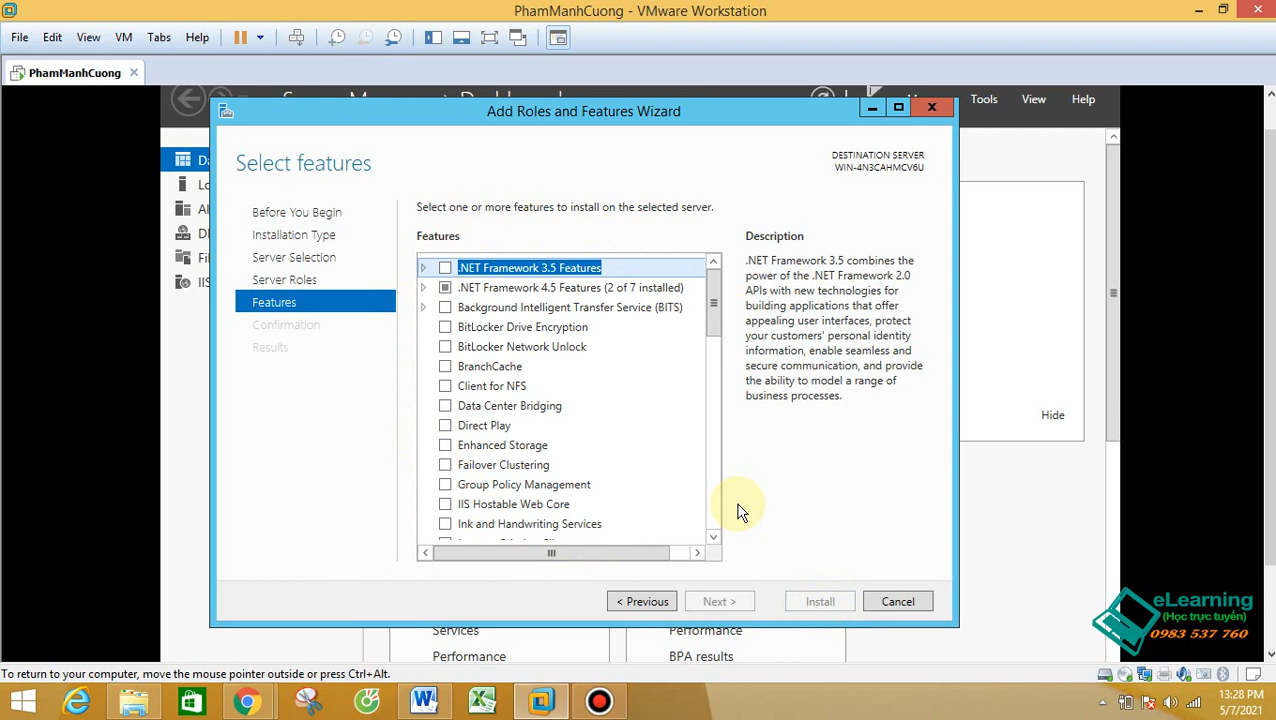 PhamManhCuong - VMware Workstation
File Edit View VM Tabs Help
PhamManhCuong
Tools View Help
Add Roles and Features Wizard
Select features
DESTINATION SERVER
WIN-4N3CAHMCV6U
Before You Begin
Installation Type
Server Selection
Server Roles
Features
Confirmation
Results
Select one or more features to install on the selected server.
Features
.NET Framework 3.5 Features
.NET Framework 4.5 Features (2 of 7 installed)
Background Intelligent Transfer Service (BITS)
BitLocker Drive Encryption
BitLocker Network Unlock
BranchCache
Client for NFS
Data Center Bridging
Direct Play
Enhanced Storage
Failover Clustering
Group Policy Management
IIS Hostable Web Core
Ink and Handwriting Services
Description
.NET Framework 3.5 combines the
power of the .NET Framework 2.0
APIs with new technologies for
building applications that offer
appealing user interfaces, protect
your customers' personal identity
information, enable seamless and
secure communication, and provide
the ability to model a range of
business processes.
Hide
< Previous
Next >
Install
Cancel
Services
Performance
Performance
BPA results
eLearning
(Học trực tuyến)
0983 537 760
To return to your computer, move the mouse pointer outside or press Ctrl+Alt.
13:28 PM
5/7/2021